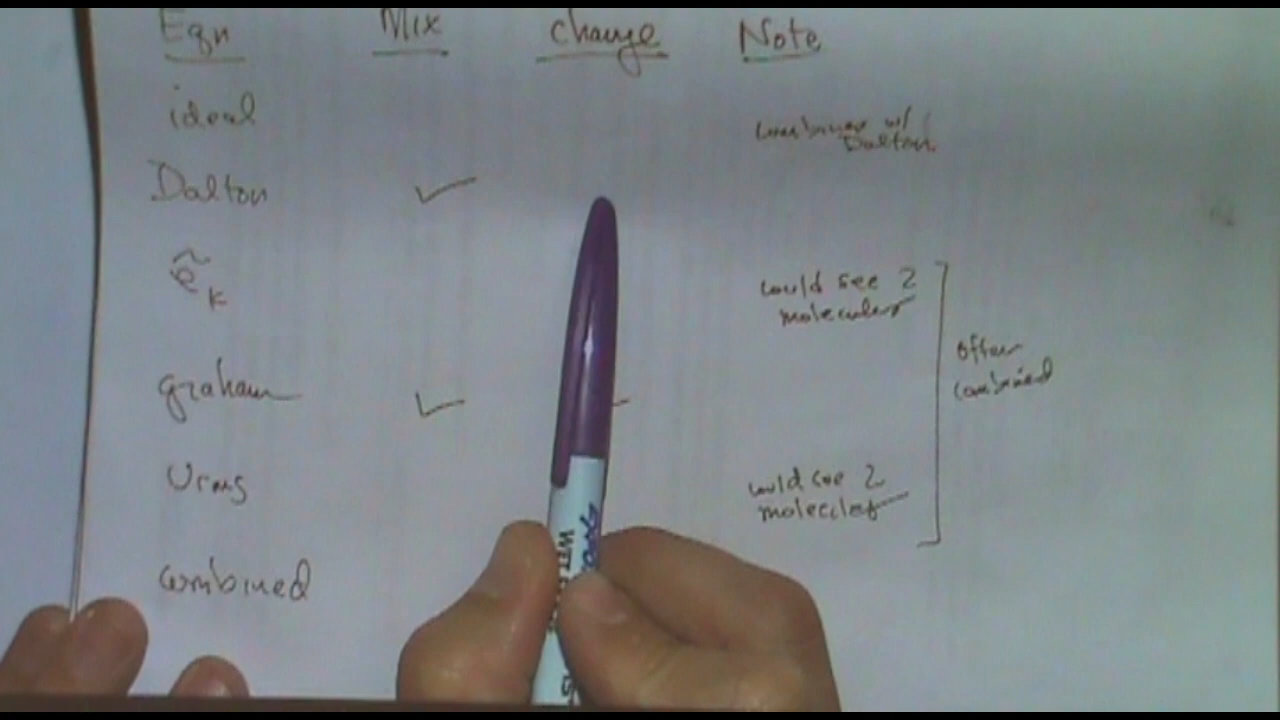 Eqn Mix Change Note
ideal combines w/
Dalton
Dalton ✓
ẽK could see 2
molecules
often
combined
Graham ✓
Urms could see 2
molecules
combined